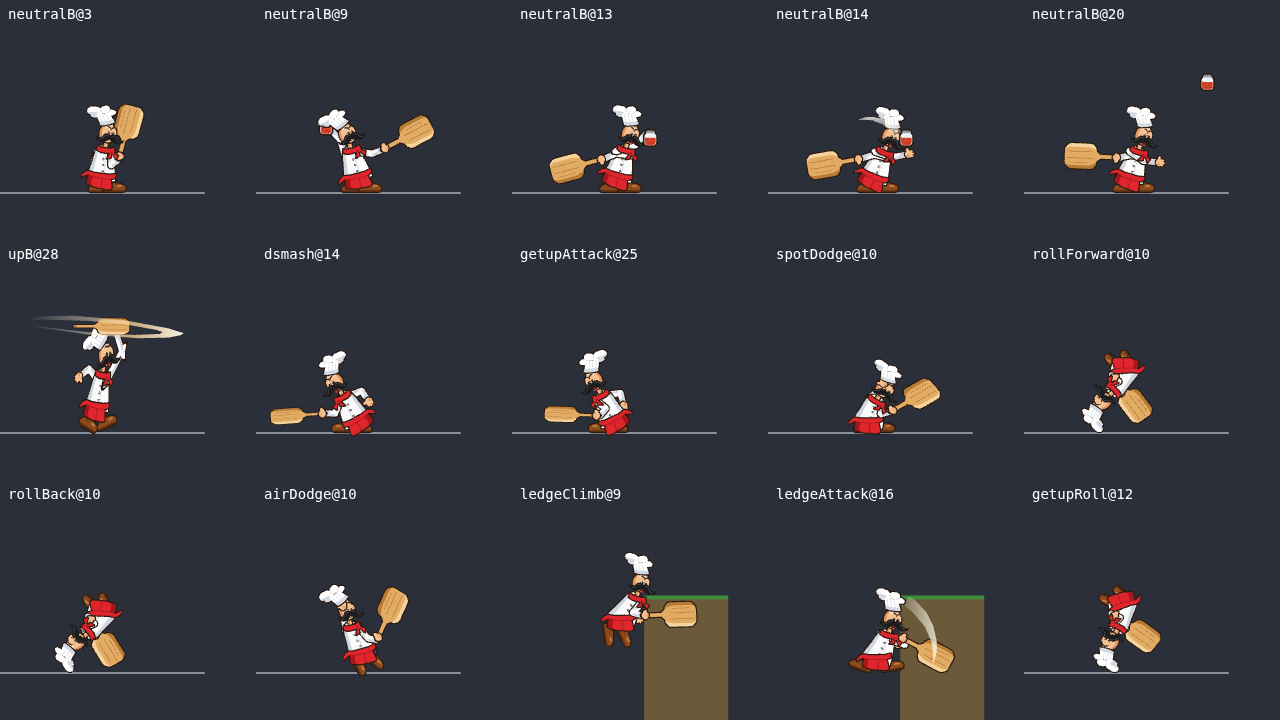 neutralB@3
neutralB@9
neutralB@13
neutralB@14
neutralB@20
upB@28
dsmash@14
getupAttack@25
spotDodge@10
rollForward@10
rollBack@10
airDodge@10
ledgeClimb@9
ledgeAttack@16
getupRoll@12